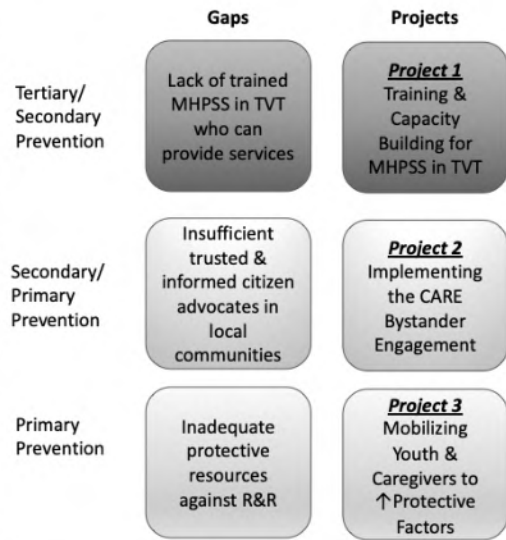 Gaps
Projects
Tertiary/
Secondary
Prevention
Lack of trained
MHPSS in TVT
who can
provide services
Project 1
Training &
Capacity
Building for
MHPSS in TVT
Secondary/
Primary
Prevention
Insufficient
trusted &
informed citizen
advocates in
local
communities
Project 2
Implementing
the CARE
Bystander
Engagement
Primary
Prevention
Inadequate
protective
resources
against R&R
Project 3
Mobilizing
Youth &
Caregivers to
↑Protective
Factors